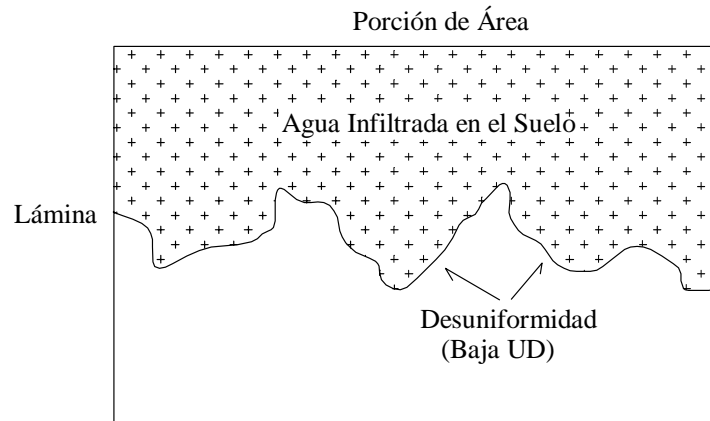 Porción de Área
Agua Infiltrada en el Suelo
Lámina
Desuniformidad
(Baja UD)